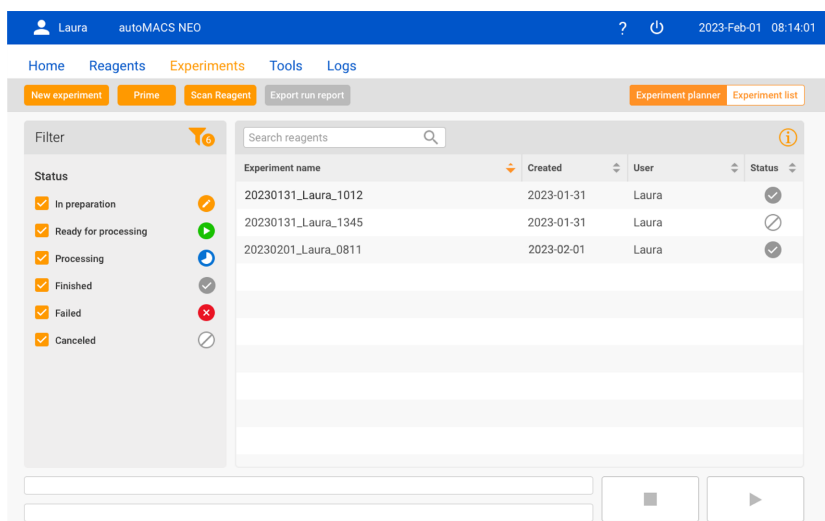 Laura autoMACS NEO ? 2023-Feb-01 08:14:01
Home Reagents Experiments Tools Logs
New experiment Prime Scan Reagent Export run report Experiment planner Experiment list
Filter 6 Search reagents i
Experiment name Created User Status
Status
In preparation
Ready for processing
Processing
Finished
Failed
Canceled
20230131_Laura_1012 2023-01-31 Laura
20230131_Laura_1345 2023-01-31 Laura
20230201_Laura_0811 2023-02-01 Laura